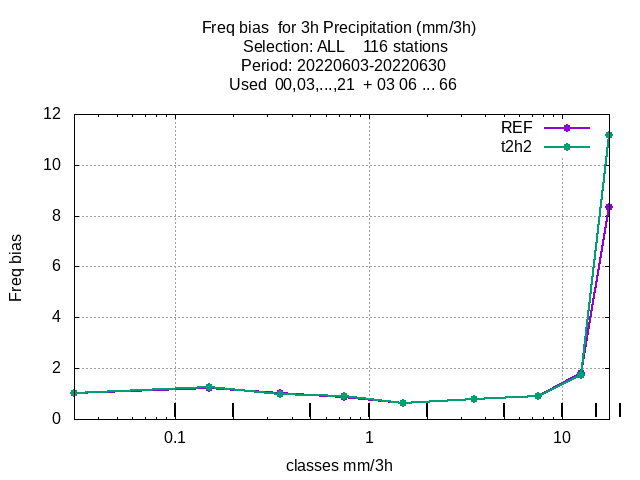 Freq bias  for 3h Precipitation (mm/3h)
Selection: ALL    116 stations
Period: 20220603-20220630
Used  00,03,...,21  + 03 06 ... 66
12
10
8
6
4
2
0
REF
t2h2
Freq bias
0.1
1
10
classes mm/3h